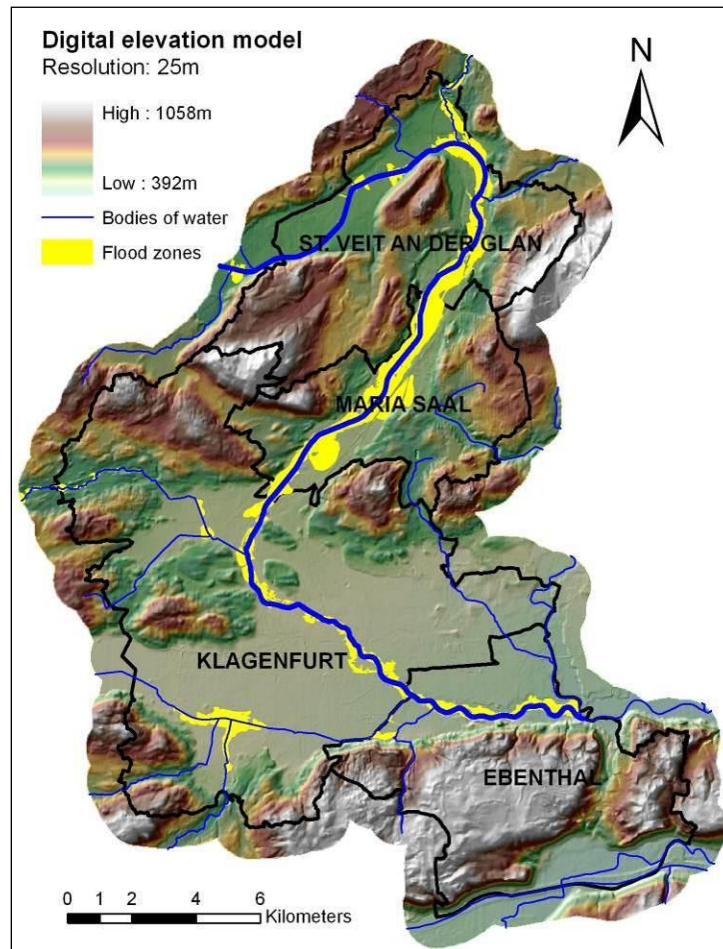 Digital elevation model
Resolution: 25m
High : 1058m
Low : 392m
Bodies of water
Flood zones
N
ST. VEIT AN DER GLAN
MARIA SAAL
KLAGENFURT
EBENTHAL
0 1 2 4 6
Kilometers